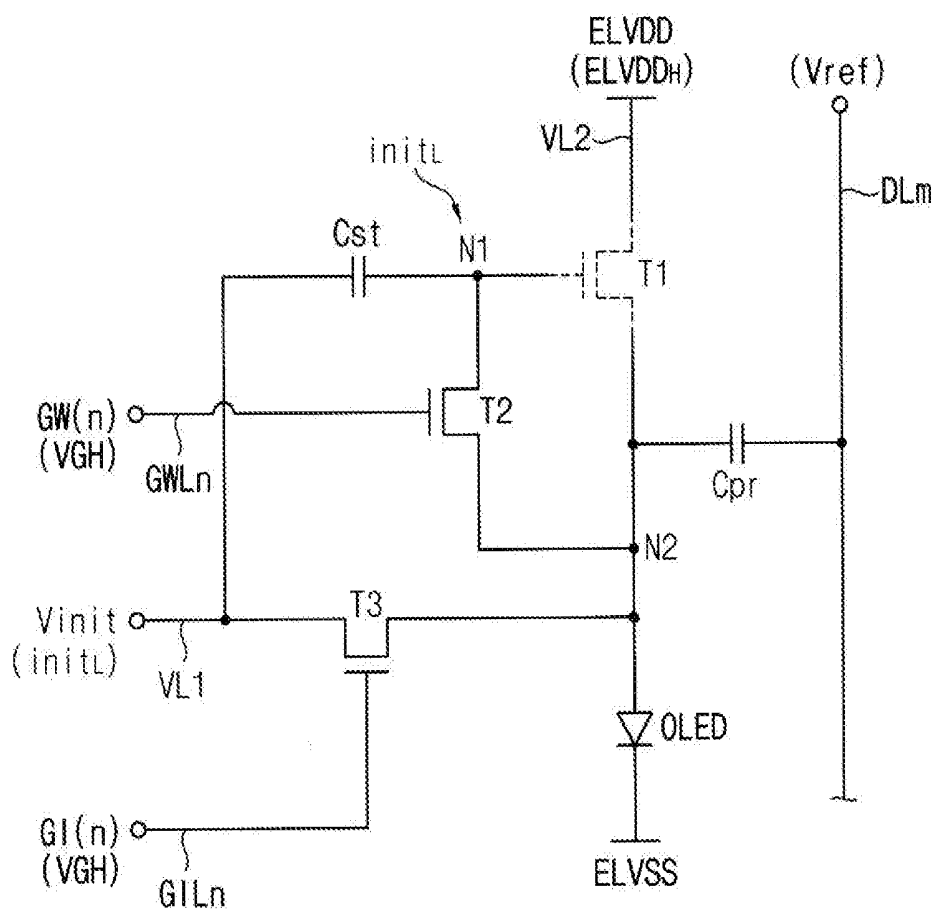 ELVDD
(ELVDDH)
(Vref)
VL2
initL
DLm
Cst
N1
T1
T2
GW(n)
(VGH)
GWLn
Cpr
N2
T3
Vinit
(initL)
VL1
OLED
GI(n)
(VGH)
GILn
ELVSS